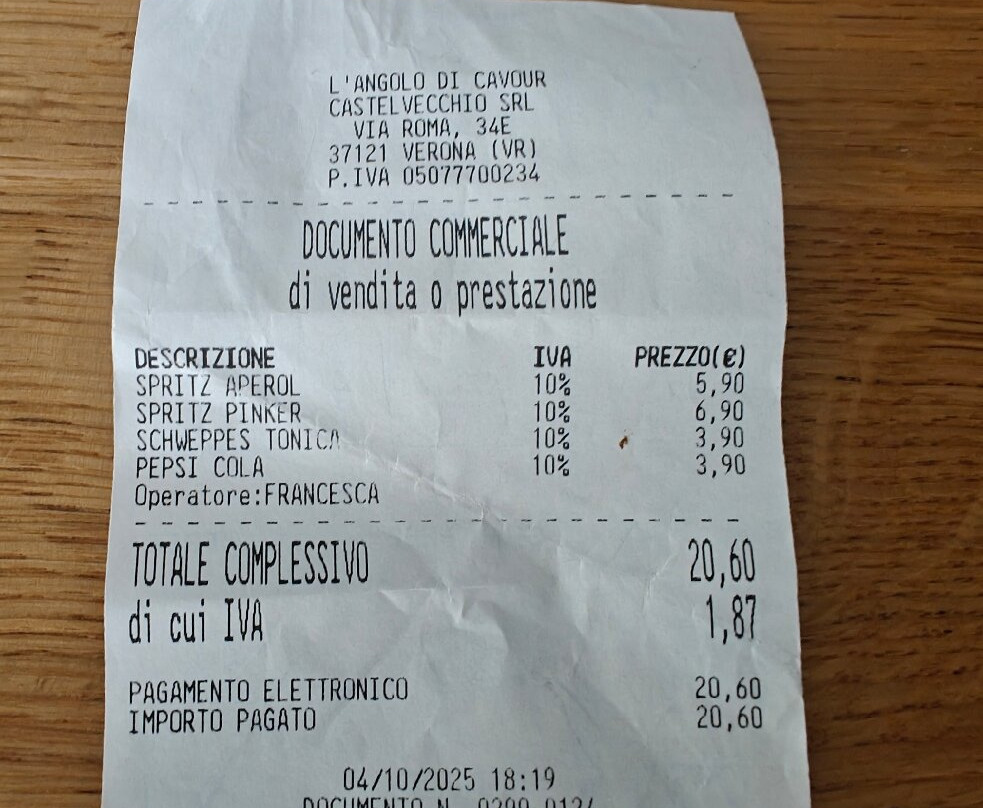 L'ANGOLO DI CAVOUR
CASTELVECCHIO SRL
VIA ROMA, 34E
37121 VERONA (VR)
P.IVA 05077700234
DOCUMENTO COMMERCIALE
di vendita o prestazione
DESCRIZIONE IVA PREZZO(€)
SPRITZ APEROL 10% 5,90
SPRITZ PINKER 10% 6,90
SCHWEPPES TONICA 10% 3,90
PEPSI COLA 10% 3,90
Operatore:FRANCESCA
TOTALE COMPLESSIVO 20,60
di cui IVA 1,87
PAGAMENTO ELETTRONICO 20,60
IMPORTO PAGATO 20,60
04/10/2025 18:19
DOCUMENTO N.